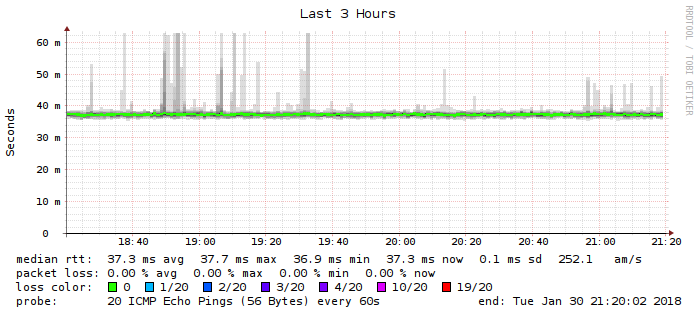 Last 3 Hours
RRDTOOL / TOBI OETIKER
Seconds
60 m
50 m
40 m
30 m
20 m
10 m
0
18:40 19:00 19:20 19:40 20:00 20:20 20:40 21:00 21:20
median rtt: 37.3 ms avg 37.7 ms max 36.9 ms min 37.3 ms now 0.1 ms sd 252.1 am/s
packet loss: 0.00 % avg 0.00 % max 0.00 % min 0.00 % now
loss color: 0 1/20 2/20 3/20 4/20 10/20 19/20
probe: 20 ICMP Echo Pings (56 Bytes) every 60s end: Tue Jan 30 21:20:02 2018